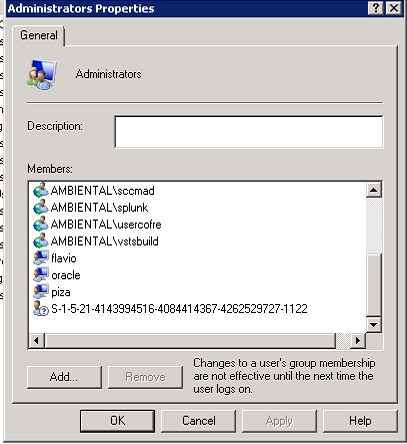 Administrators Properties
General
Administrators
Description:
Members:
AMBIENTAL\sccmad
AMBIENTAL\splunk
AMBIENTAL\usercofre
AMBIENTAL\vstsbuild
flavio
oracle
piza
S-1-5-21-4143994516-4084414367-4262529727-1122
Add...
Remove
Changes to a user's group membership
are not effective until the next time the
user logs on.
OK
Cancel
Apply
Help